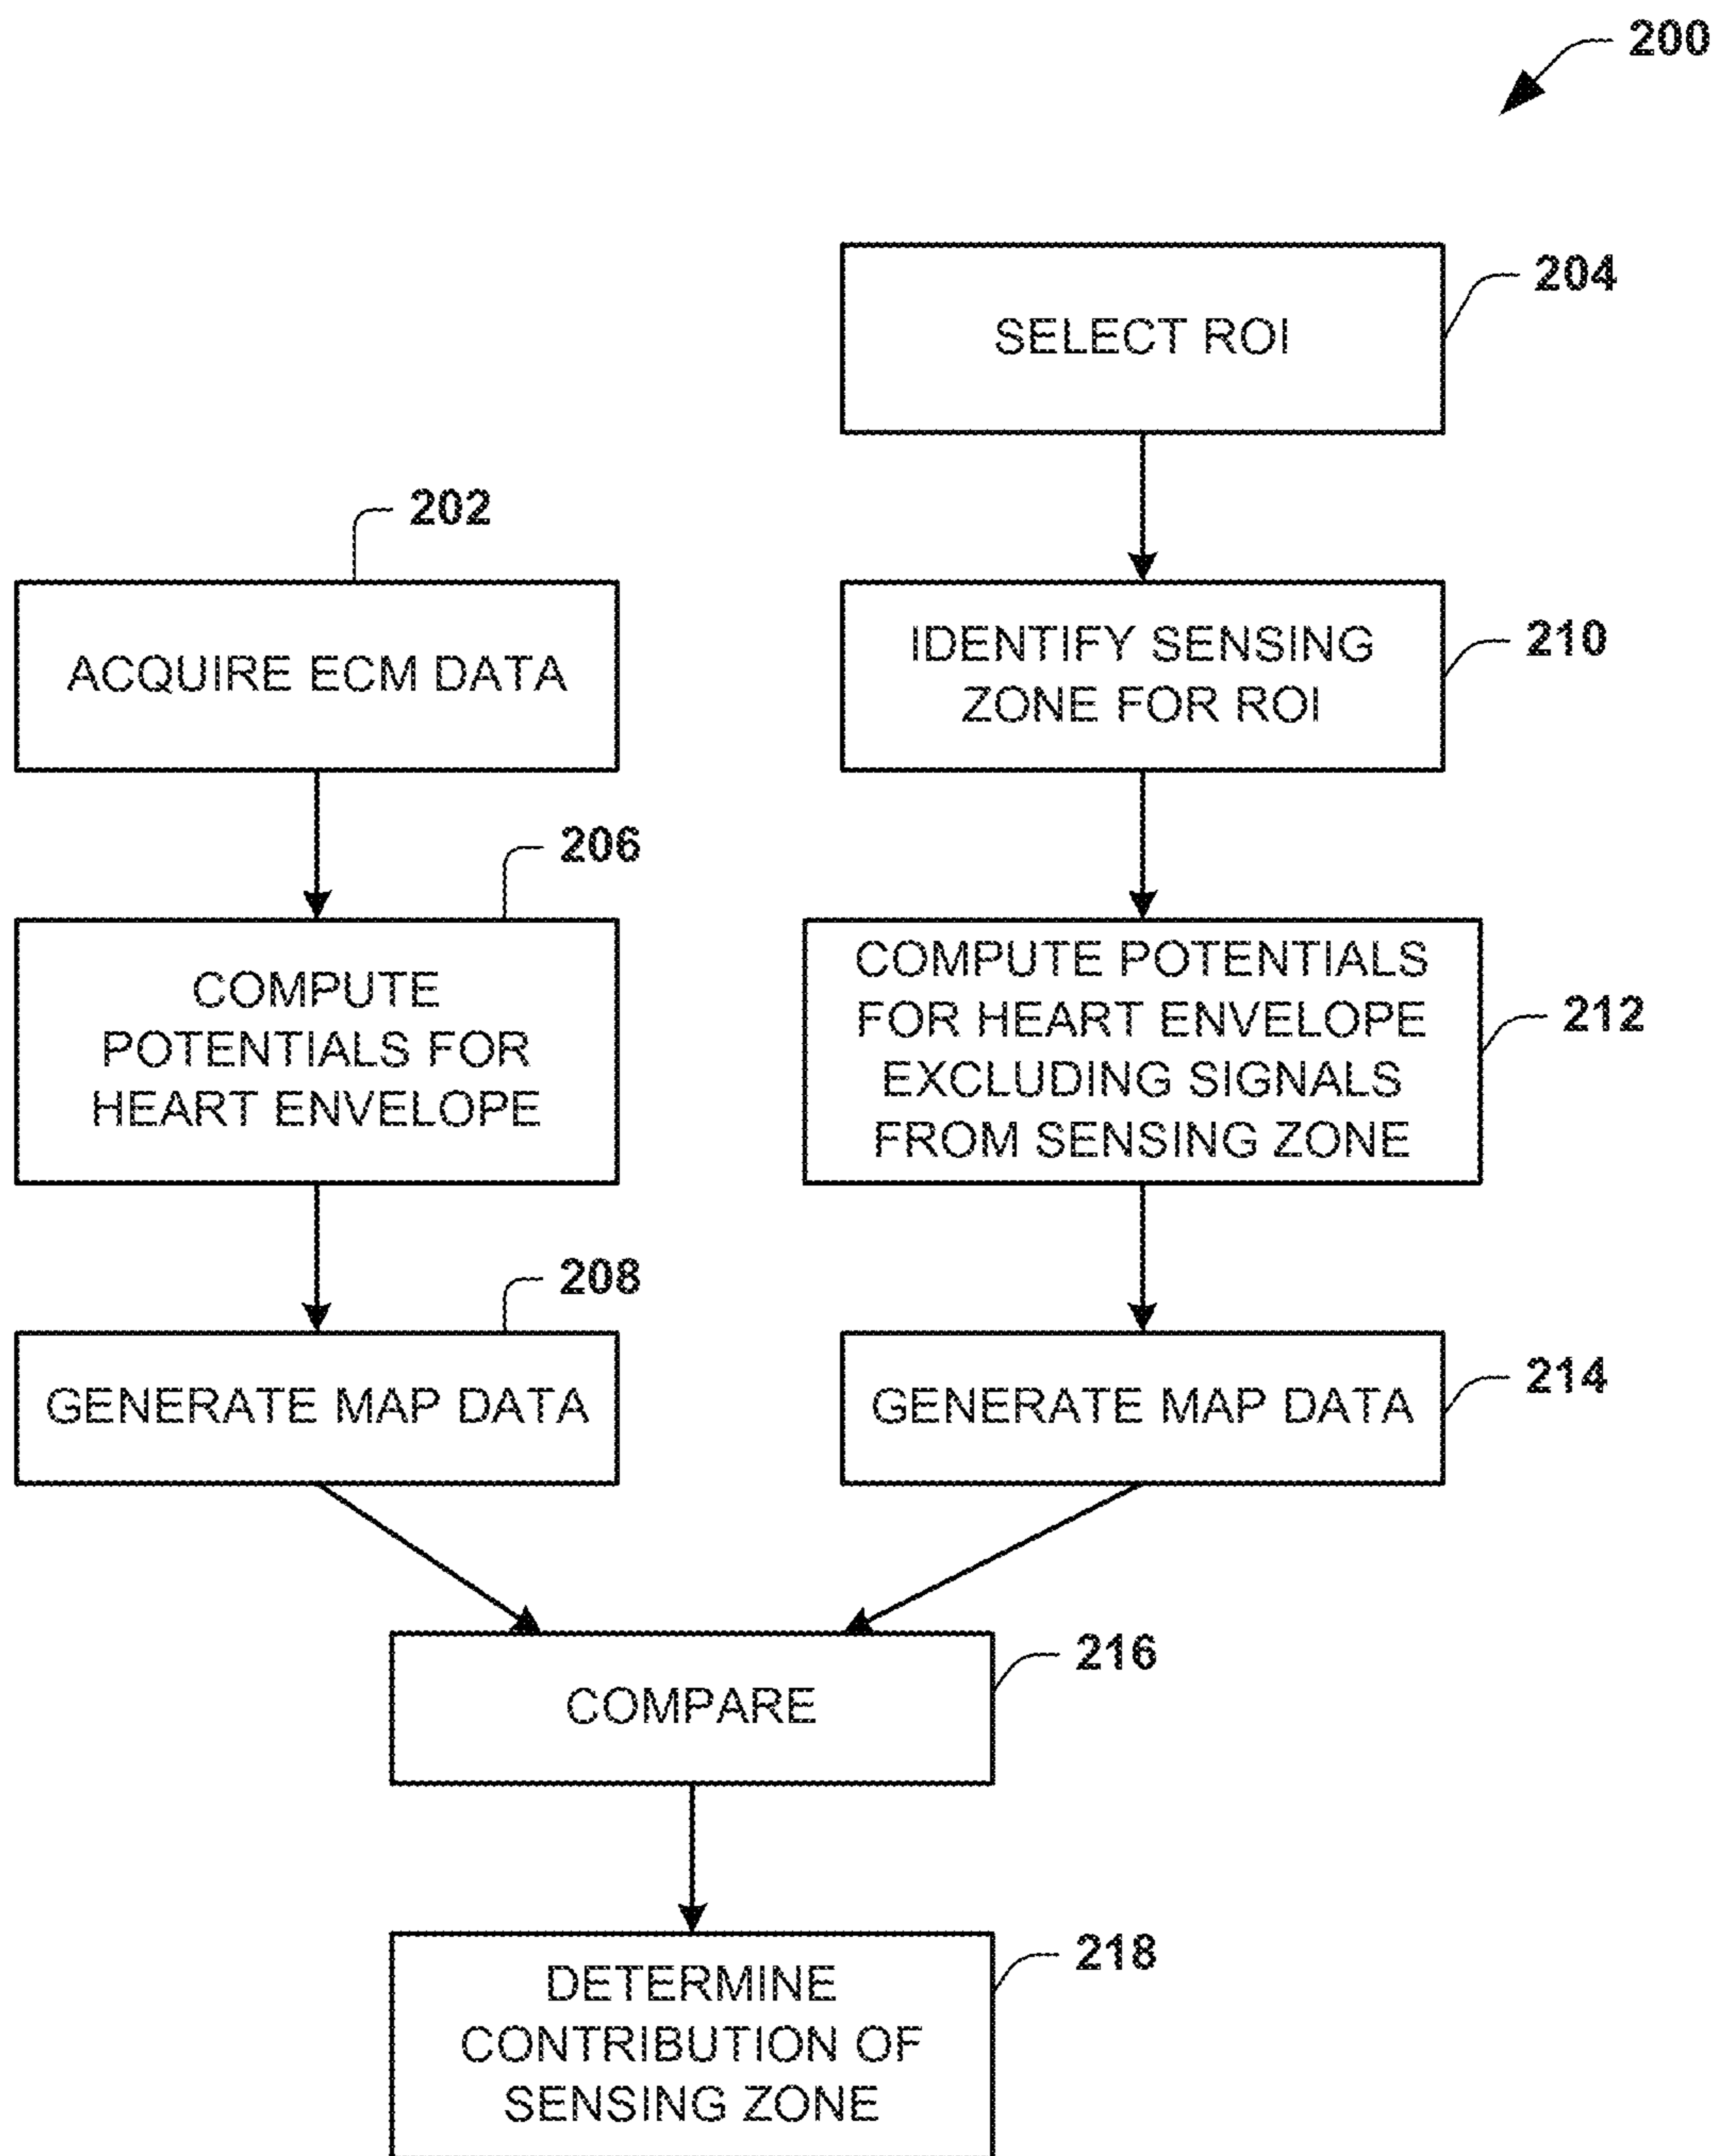 200
204
SELECT ROI
202
ACQUIRE ECM DATA
210
IDENTIFY SENSING
ZONE FOR ROI
206
COMPUTE
POTENTIALS FOR
HEART ENVELOPE
212
COMPUTE POTENTIALS
FOR HEART ENVELOPE
EXCLUDING SIGNALS
FROM SENSING ZONE
208
GENERATE MAP DATA
214
GENERATE MAP DATA
216
COMPARE
218
DETERMINE
CONTRIBUTION OF
SENSING ZONE